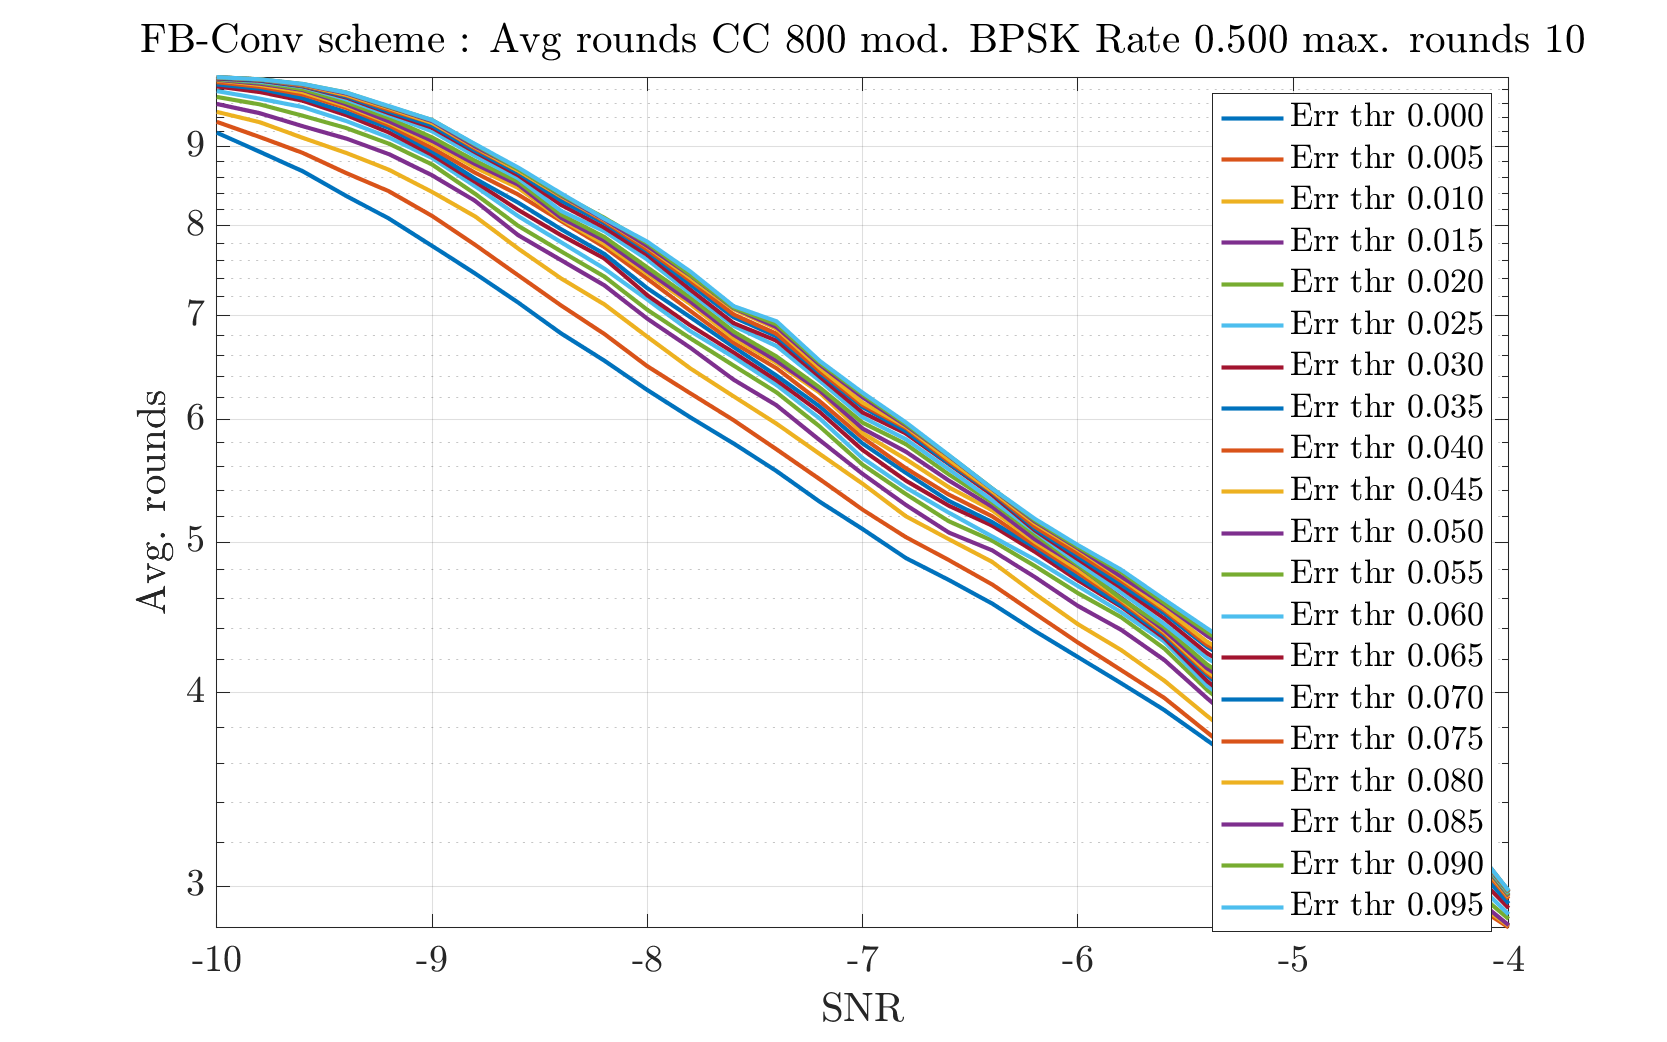 FB-Conv scheme : Avg rounds CC 800 mod. BPSK Rate 0.500 max. rounds 10
Avg. rounds
9
8
7
6
5
4
3
-10 -9 -8 -7 -6 -5 -4
SNR
Err thr 0.000
Err thr 0.005
Err thr 0.010
Err thr 0.015
Err thr 0.020
Err thr 0.025
Err thr 0.030
Err thr 0.035
Err thr 0.040
Err thr 0.045
Err thr 0.050
Err thr 0.055
Err thr 0.060
Err thr 0.065
Err thr 0.070
Err thr 0.075
Err thr 0.080
Err thr 0.085
Err thr 0.090
Err thr 0.095